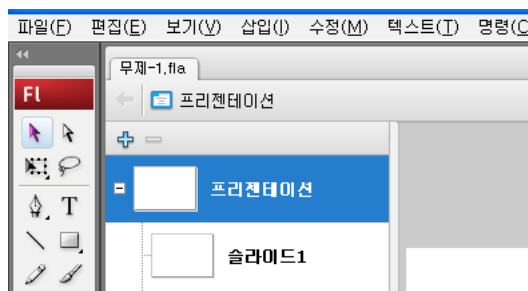 파일(F) 편집(E) 보기(V) 삽입(I) 수정(M) 텍스트(T) 명령(C
무제-1.fla
Fl
프리젠테이션
T
프리젠테이션
슬라이드1